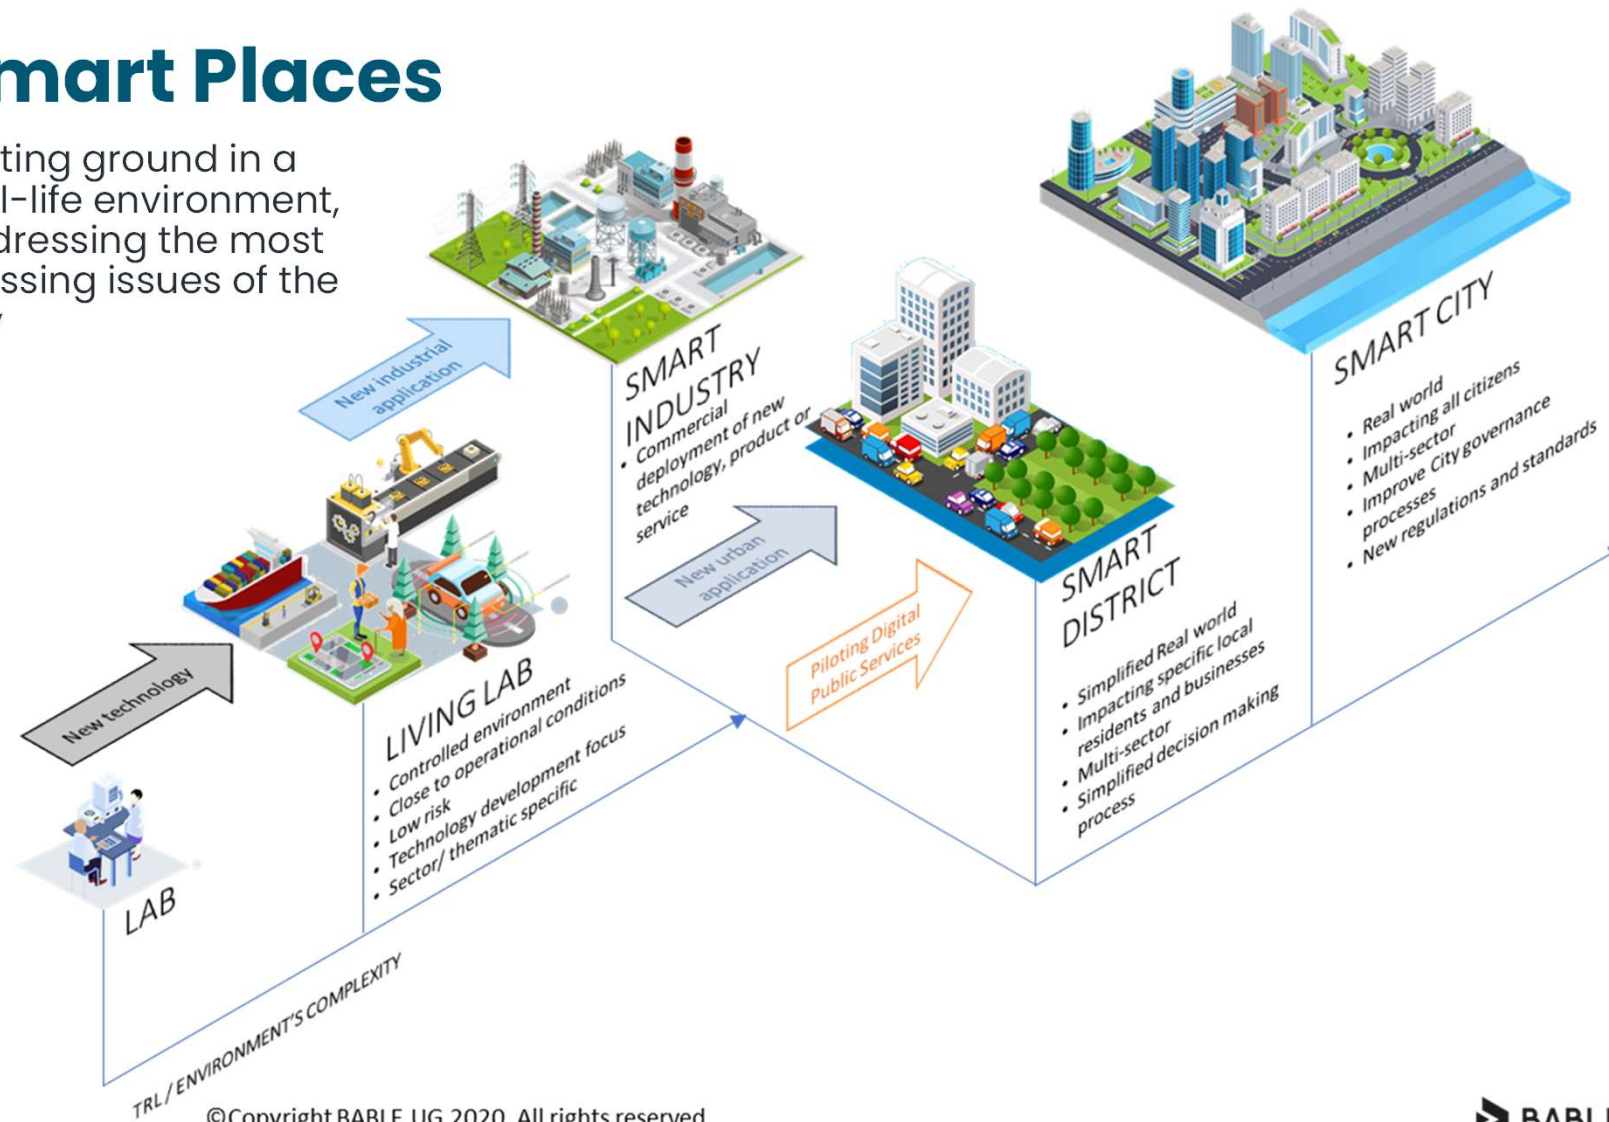 mart Places
ting ground in a
l-life environment,
dressing the most
ssing issues of the
New industrial
application
SMART
INDUSTRY
• Commercial
deployment of new
technology, product or
service
SMART CITY
• Real world
• Impacting all citizens
• Multi-sector
• Improve City governance
processes
• New regulations and standards
New urban
application
Piloting Digital
Public Services
SMART
DISTRICT
• Simplified Real world
• Impacting specific local
residents and businesses
• Multi-sector
• Simplified decision making
process
New technology
LIVING LAB
• Controlled environment
• Close to operational conditions
• Low risk
• Technology development focus
• Sector/ thematic specific
LAB
TRL / ENVIRONMENT'S COMPLEXITY
©Copyright BABLE UG 2020. All rights reserved
BABL